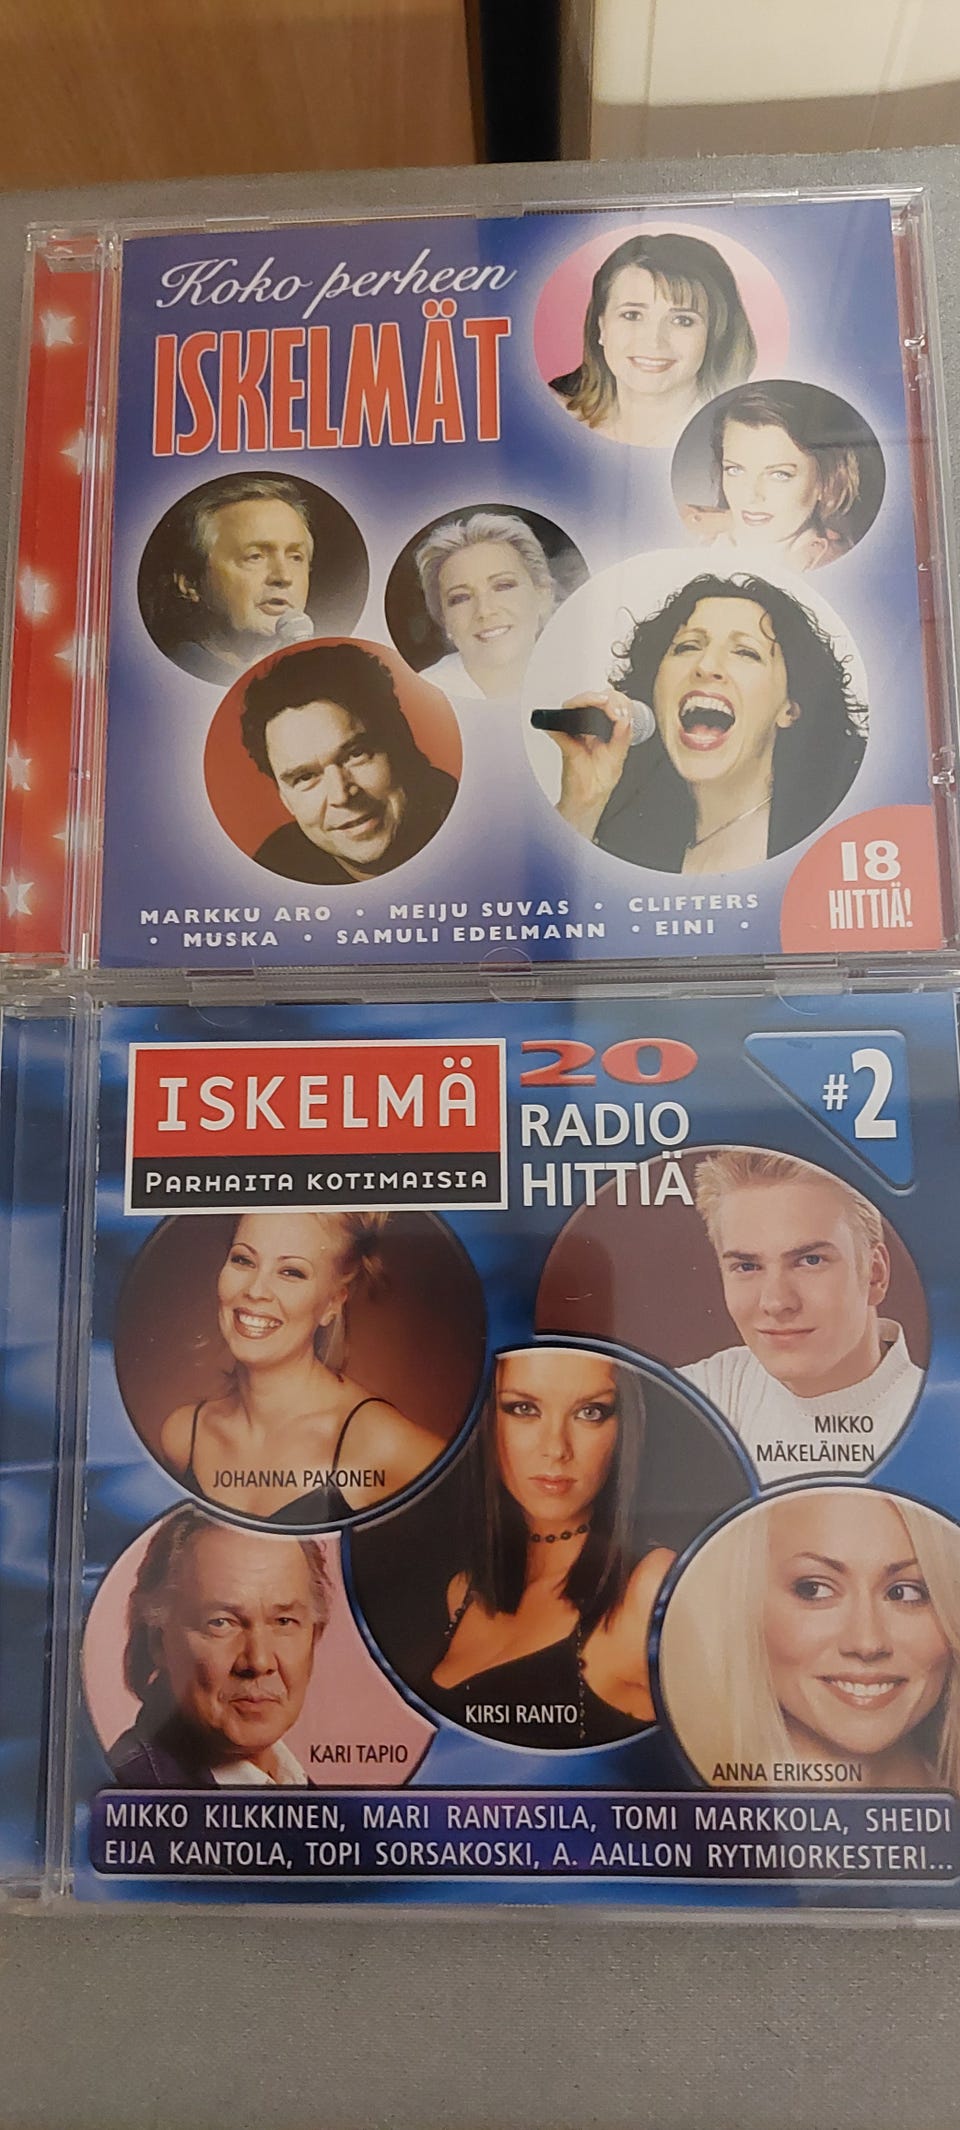 Koko perheen
ISKELMÄT
MARKKU ARO • MEIJU SUVAS • CLIFTERS
• MUSKA • SAMULI EDELMANN • EINI •
18
HITTIÄ!
ISKELMÄ
PARHAITA KOTIMAISIA
20
RADIO
HITTIÄ
#2
JOHANNA PAKONEN
MIKKO
MÄKELÄINEN
KARI TAPIO
KIRSI RANTO
ANNA ERIKSSON
MIKKO KILKKINEN, MARI RANTASILA, TOMI MARKKOLA, SHEIDI
EIJA KANTOLA, TOPI SORSAKOSKI, A. AALLON RYTMIORKESTERI...